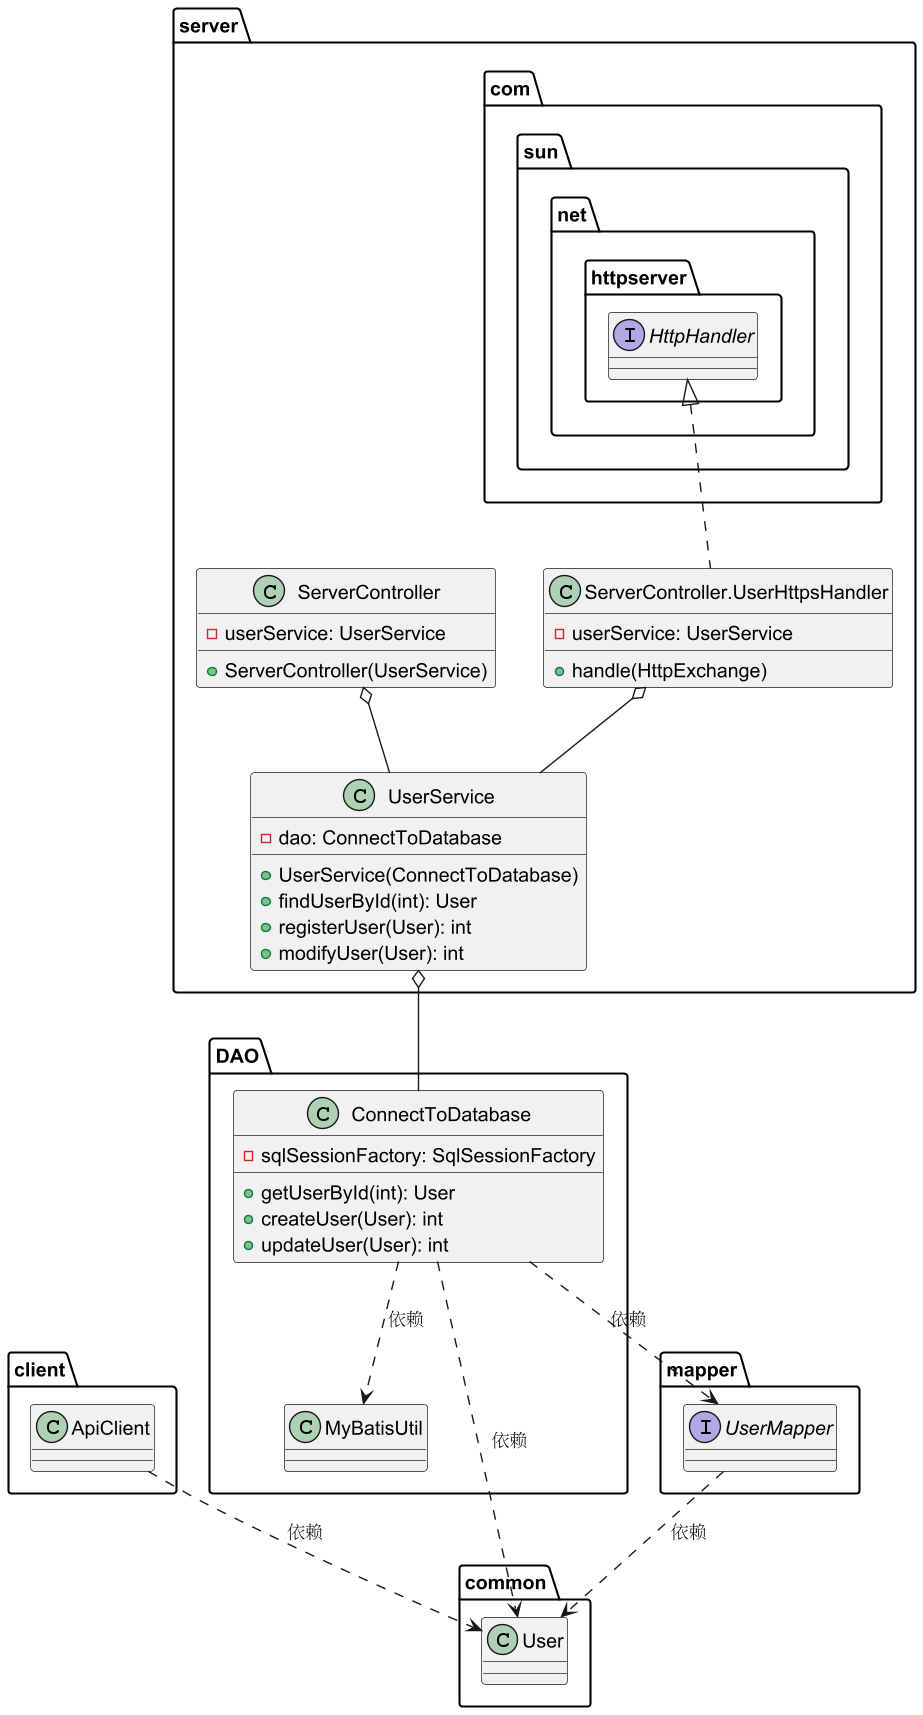 server
com
sun
net
httpserver
I HttpHandler
C ServerController
userService: UserService
ServerController(UserService)
C ServerController.UserHttpsHandler
userService: UserService
handle(HttpExchange)
C UserService
dao: ConnectToDatabase
UserService(ConnectToDatabase)
findUserById(int): User
registerUser(User): int
modifyUser(User): int
DAO
C ConnectToDatabase
sqlSessionFactory: SqlSessionFactory
getUserById(int): User
createUser(User): int
updateUser(User): int
依赖
依赖
client
C ApiClient
C MyBatisUtil
依赖
mapper
I UserMapper
依赖
依赖
common
C User